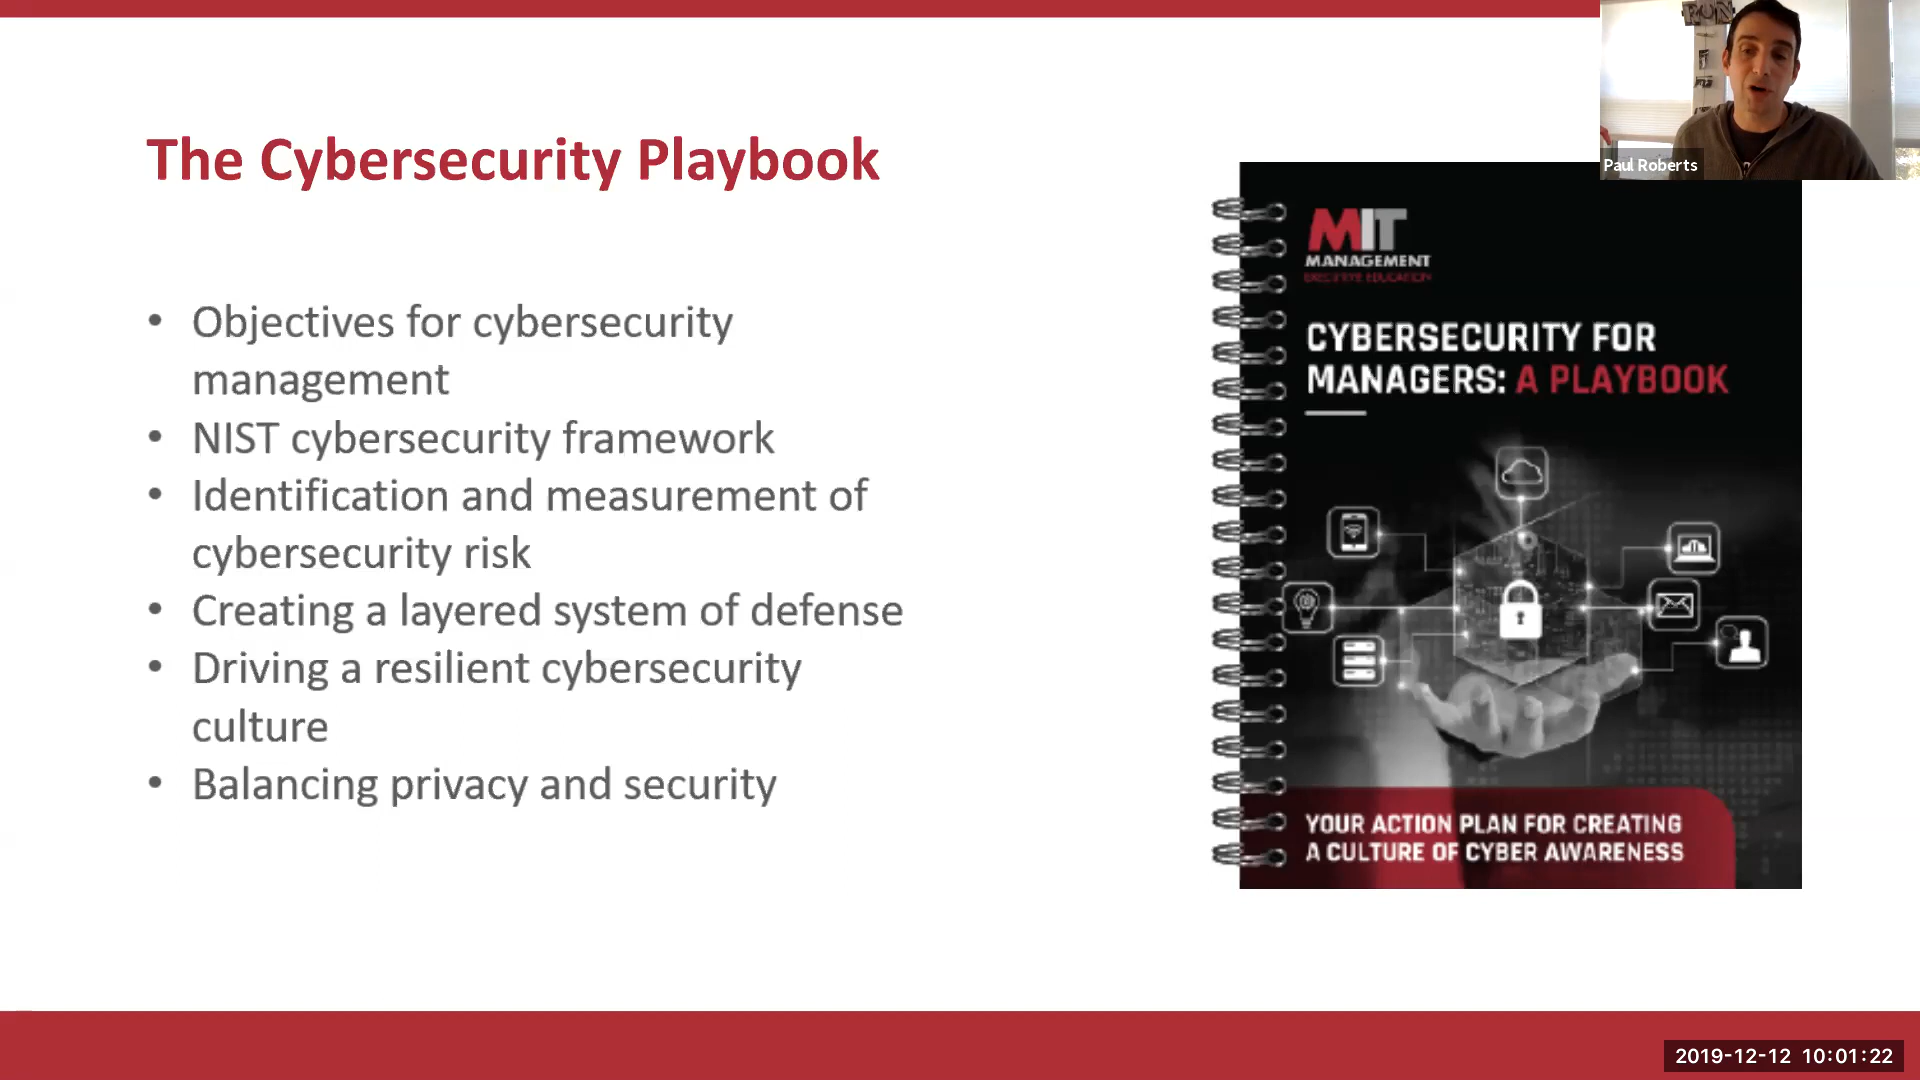 The Cybersecurity Playbook
• Objectives for cybersecurity
management
• NIST cybersecurity framework
• Identification and measurement of
cybersecurity risk
• Creating a layered system of defense
• Driving a resilient cybersecurity
culture
• Balancing privacy and security
MIT
MANAGEMENT
EXECUTIVE EDUCATION
CYBERSECURITY FOR
MANAGERS: A PLAYBOOK
YOUR ACTION PLAN FOR CREATING
A CULTURE OF CYBER AWARENESS
Paul Roberts
2019-12-12 10:01:22